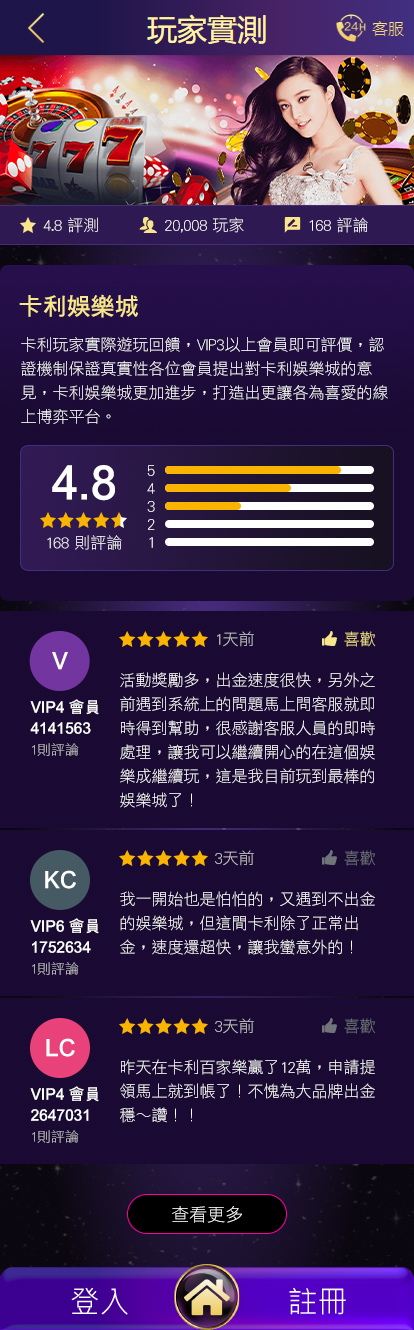 玩家實測
24H 客服
7 7 7
4.8 評測 20,008 玩家 168 評論
卡利娛樂城
卡利玩家實際遊玩回饋，VIP3以上會員即可評價，認
證機制保證真實性各位會員提出對卡利娛樂城的意
見，卡利娛樂城更加進步，打造出更讓各為喜愛的線
上博弈平台。
4.8
168 則評論
5
4
3
2
1
V
VIP4 會員
4141563
1則評論
1天前 喜歡
活動獎勵多，出金速度很快，另外之
前遇到系統上的問題馬上問客服就即
時得到幫助，很感謝客服人員的即時
處理，讓我可以繼續開心的在這個娛
樂成繼續玩，這是我目前玩到最棒的
娛樂城了！
KC
VIP6 會員
1752634
1則評論
3天前 喜歡
我一開始也是怕怕的，又遇到不出金
的娛樂城，但這間卡利除了正常出
金，速度還超快，讓我蠻意外的！
LC
VIP4 會員
2647031
1則評論
3天前 喜歡
昨天在卡利百家樂贏了12萬，申請提
領馬上就到帳了！不愧為大品牌出金
穩～讚！！
查看更多
登入 註冊